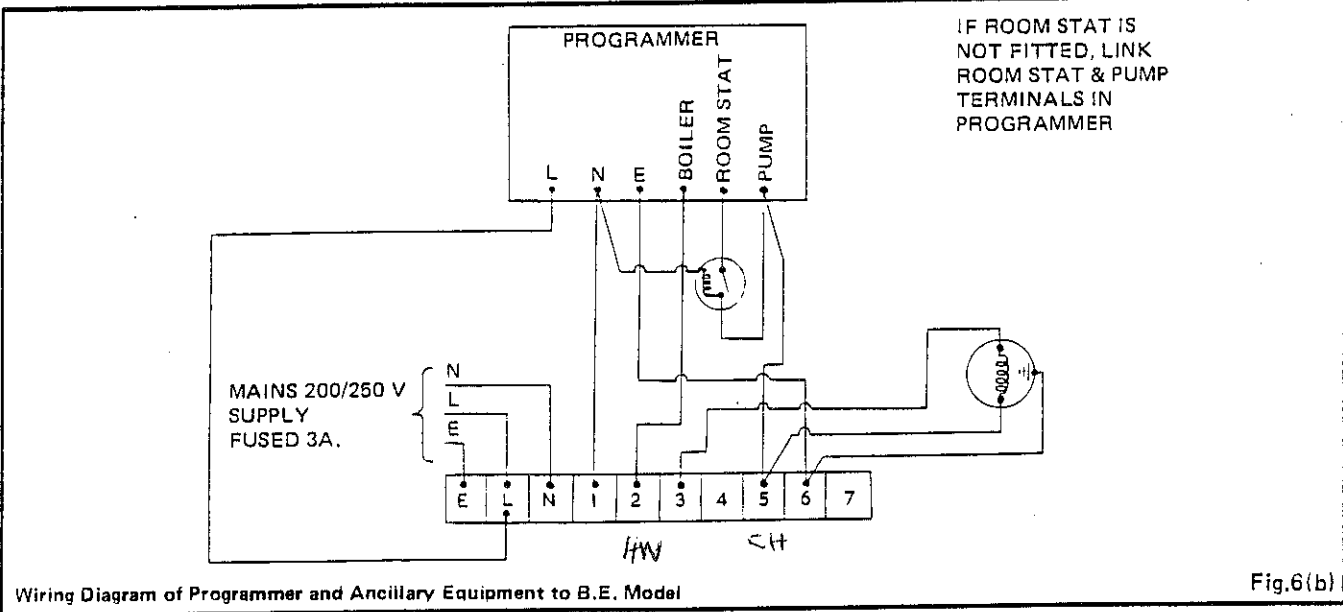 PROGRAMMER
IF ROOM STAT IS
NOT FITTED, LINK
ROOM STAT & PUMP
TERMINALS IN
PROGRAMMER
L N E BOILER ROOM STAT PUMP
MAINS 200/250 V
SUPPLY
FUSED 3A.
N
L
E
E L N 1 2 3 4 5 6 7
HW CH
Wiring Diagram of Programmer and Ancillary Equipment to B.E. Model
Fig.6(b)